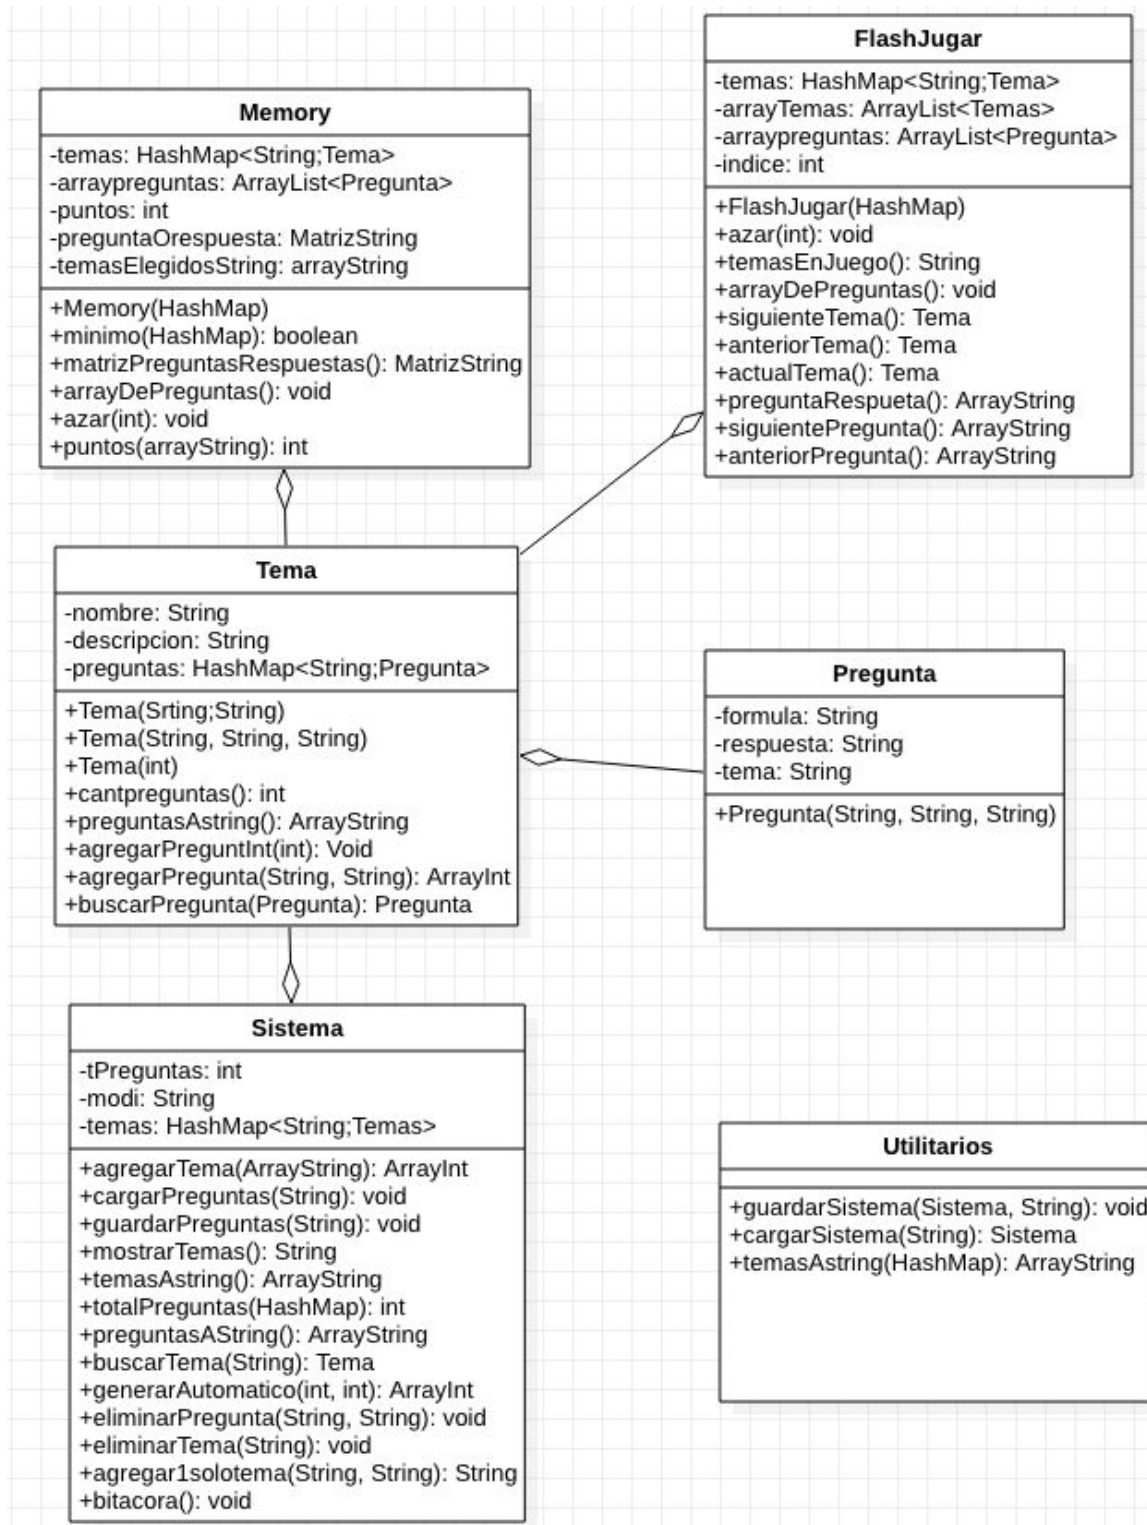 FlashJugar
-temas: HashMap<String;Tema>
-arrayTemas: ArrayList<Temas>
-arraypreguntas: ArrayList<Pregunta>
-indice: int
+FlashJugar(HashMap)
+azar(int): void
+temasEnJuego(): String
+arrayDePreguntas(): void
+siguienteTema(): Tema
+anteriorTema(): Tema
+actualTema(): Tema
+preguntaRespueta(): ArrayString
+siguientePregunta(): ArrayString
+anteriorPregunta(): ArrayString
Memory
-temas: HashMap<String;Tema>
-arraypreguntas: ArrayList<Pregunta>
-puntos: int
-preguntaOrespuesta: MatrizString
-temasElegidosString: arrayString
+Memory(HashMap)
+minimo(HashMap): boolean
+matrizPreguntasRespuestas(): MatrizString
+arrayDePreguntas(): void
+azar(int): void
+puntos(arrayString): int
Tema
-nombre: String
-descripcion: String
-preguntas: HashMap<String;Pregunta>
+Tema(Srting;String)
+Tema(String, String, String)
+Tema(int)
+cantpreguntas(): int
+preguntasAstring(): ArrayString
+agregarPreguntInt(int): Void
+agregarPregunta(String, String): ArrayInt
+buscarPregunta(Pregunta): Pregunta
Pregunta
-formula: String
-respuesta: String
-tema: String
+Pregunta(String, String, String)
Sistema
-tPreguntas: int
-modi: String
-temas: HashMap<String;Temas>
+agregarTema(ArrayString): ArrayInt
+cargarPreguntas(String): void
+guardarPreguntas(String): void
+mostrarTemas(): String
+temasAstring(): ArrayString
+totalPreguntas(HashMap): int
+preguntasAString(): ArrayString
+buscarTema(String): Tema
+generarAutomatico(int, int): ArrayInt
+eliminarPregunta(String, String): void
+eliminarTema(String): void
+agregar1solotema(String, String): String
+bitacora(): void
Utilitarios
+guardarSistema(Sistema, String): void
+cargarSistema(String): Sistema
+temasAstring(HashMap): ArrayString